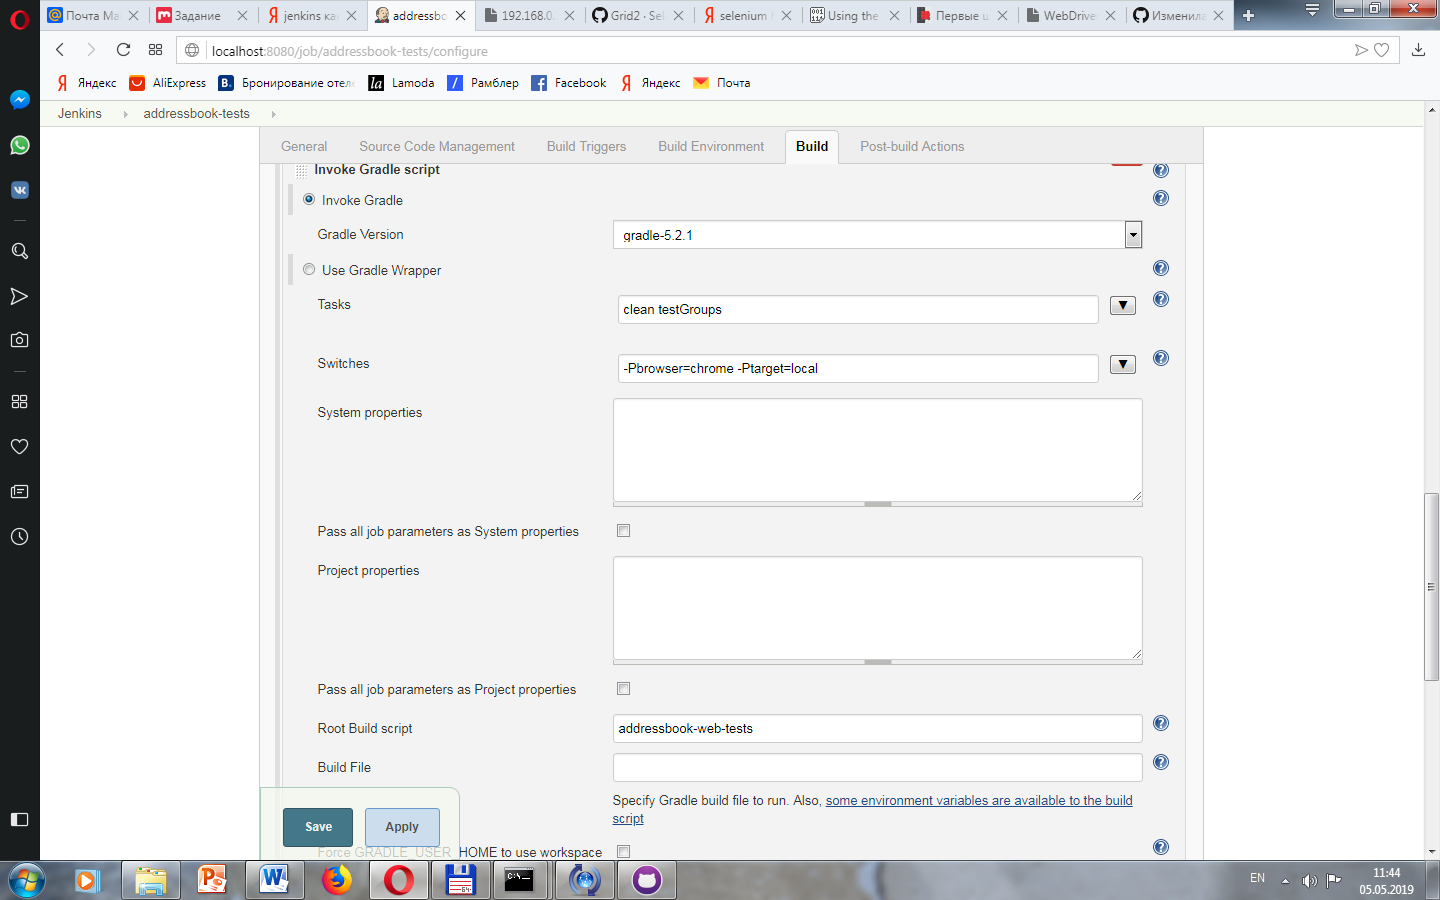 Почта Ma
Задание
jenkins ка
addressbo
192.168.0.
Grid2 · Sel
selenium h
Using the
Первые ш
WebDrive
Изменила
localhost:8080/job/addressbook-tests/configure
Яндекс
AliExpress
Бронирование отеле
Lamoda
Рамблер
Facebook
Яндекс
Почта
Jenkins
addressbook-tests
General
Source Code Management
Build Triggers
Build Environment
Build
Post-build Actions
Invoke Gradle script
Invoke Gradle
Gradle Version
gradle-5.2.1
Use Gradle Wrapper
Tasks
clean testGroups
Switches
-Pbrowser=chrome -Ptarget=local
System properties
Pass all job parameters as System properties
Project properties
Pass all job parameters as Project properties
Root Build script
addressbook-web-tests
Build File
Specify Gradle build file to run. Also, some environment variables are available to the build
script
Save
Apply
Force GRADLE_USER_HOME to use workspace
EN
11:44
05.05.2019